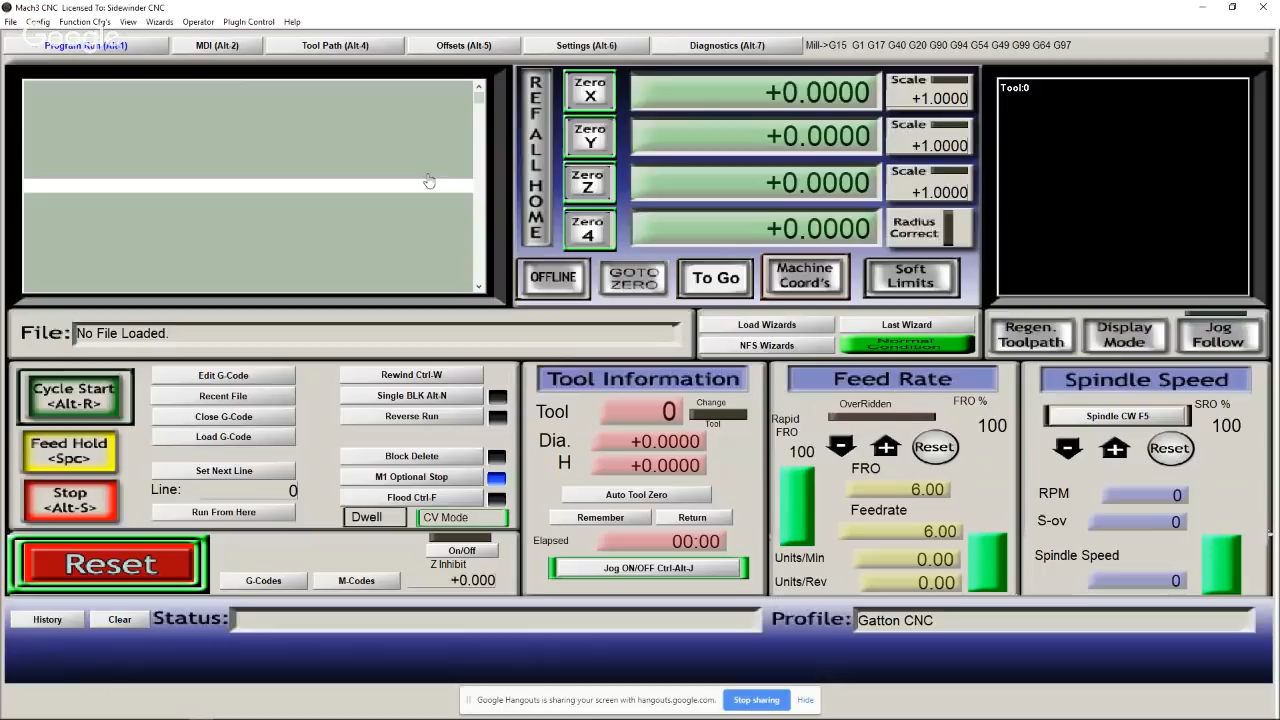 Mach3 CNC Licensed To: Sidewinder CNC
File Config Function Cfg's View Wizards Operator PlugIn Control Help
Google
Program Run (Alt-1) MDI (Alt-2) Tool Path (Alt-4) Offsets (Alt-5) Settings (Alt-6) Diagnostics (Alt-7) Mill->G15 G1 G17 G40 G20 G90 G94 G54 G49 G99 G64 G97
REF ALL HOME
Zero X +0.0000 Scale +1.0000
Zero Y +0.0000 Scale +1.0000
Zero Z +0.0000 Scale +1.0000
Zero 4 +0.0000 Radius Correct
OFFLINE GOTO ZERO To Go Machine Coord's Soft Limits
Tool:0
File: No File Loaded.
Load Wizards Last Wizard
NFS Wizards Normal Condition
Regen. Toolpath Display Mode Jog Follow
Cycle Start <Alt-R>
Feed Hold <Spc>
Stop <Alt-S>
Reset
Edit G-Code
Recent File
Close G-Code
Load G-Code
Set Next Line
Line: 0
Run From Here
Rewind Ctrl-W
Single BLK Alt-N
Reverse Run
Block Delete
M1 Optional Stop
Flood Ctrl-F
Dwell CV Mode
G-Codes M-Codes
On/Off
Z Inhibit
+0.000
Tool Information
Tool 0 Change Tool
Dia. +0.0000
H +0.0000
Auto Tool Zero
Remember Return
Elapsed 00:00
Jog ON/OFF Ctrl-Alt-J
Feed Rate
OverRidden FRO %
Rapid FRO 100
100
Reset
FRO
6.00
Feedrate
6.00
Units/Min 0.00
Units/Rev 0.00
Spindle Speed
Spindle CW F5 SRO %
100
Reset
RPM 0
S-ov 0
Spindle Speed
0
History Clear Status: Profile: Gatton CNC
Google Hangouts is sharing your screen with hangouts.google.com. Stop sharing Hide